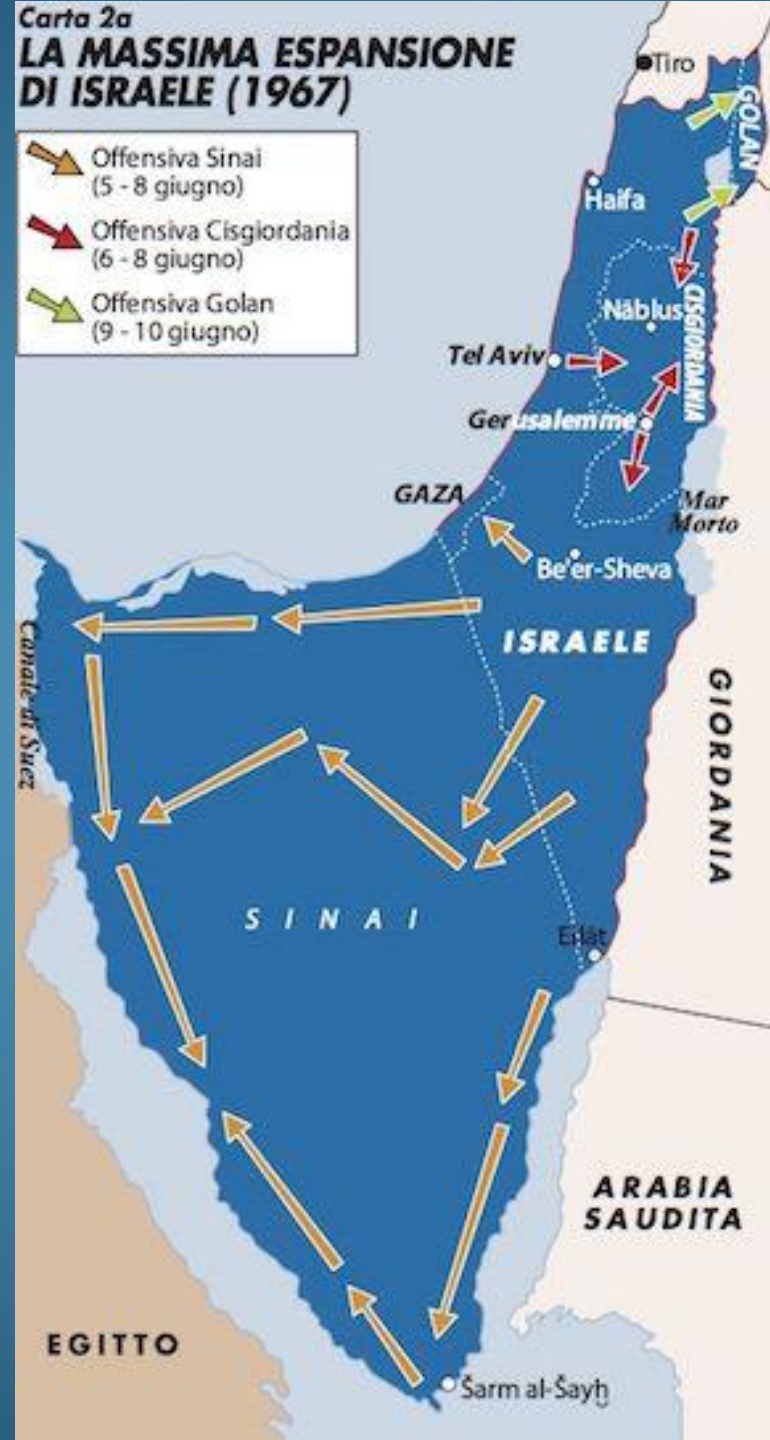 Carta 2a
LA MASSIMA ESPANSIONE
DI ISRAELE (1967)
Offensiva Sinai
(5 - 8 giugno)
Offensiva Cisgiordania
(6 - 8 giugno)
Offensiva Golan
(9 - 10 giugno)
Tiro
GOLAN
Haifa
Nāblus
CISGIORDANIA
Tel Aviv
Gerusalemme
GAZA
Mar
Morto
Be'er-Sheva
ISRAELE
Canale di Suez
GIORDANIA
SINAI
Eilat
ARABIA
SAUDITA
EGITTO
Šarm al-Šayḫ